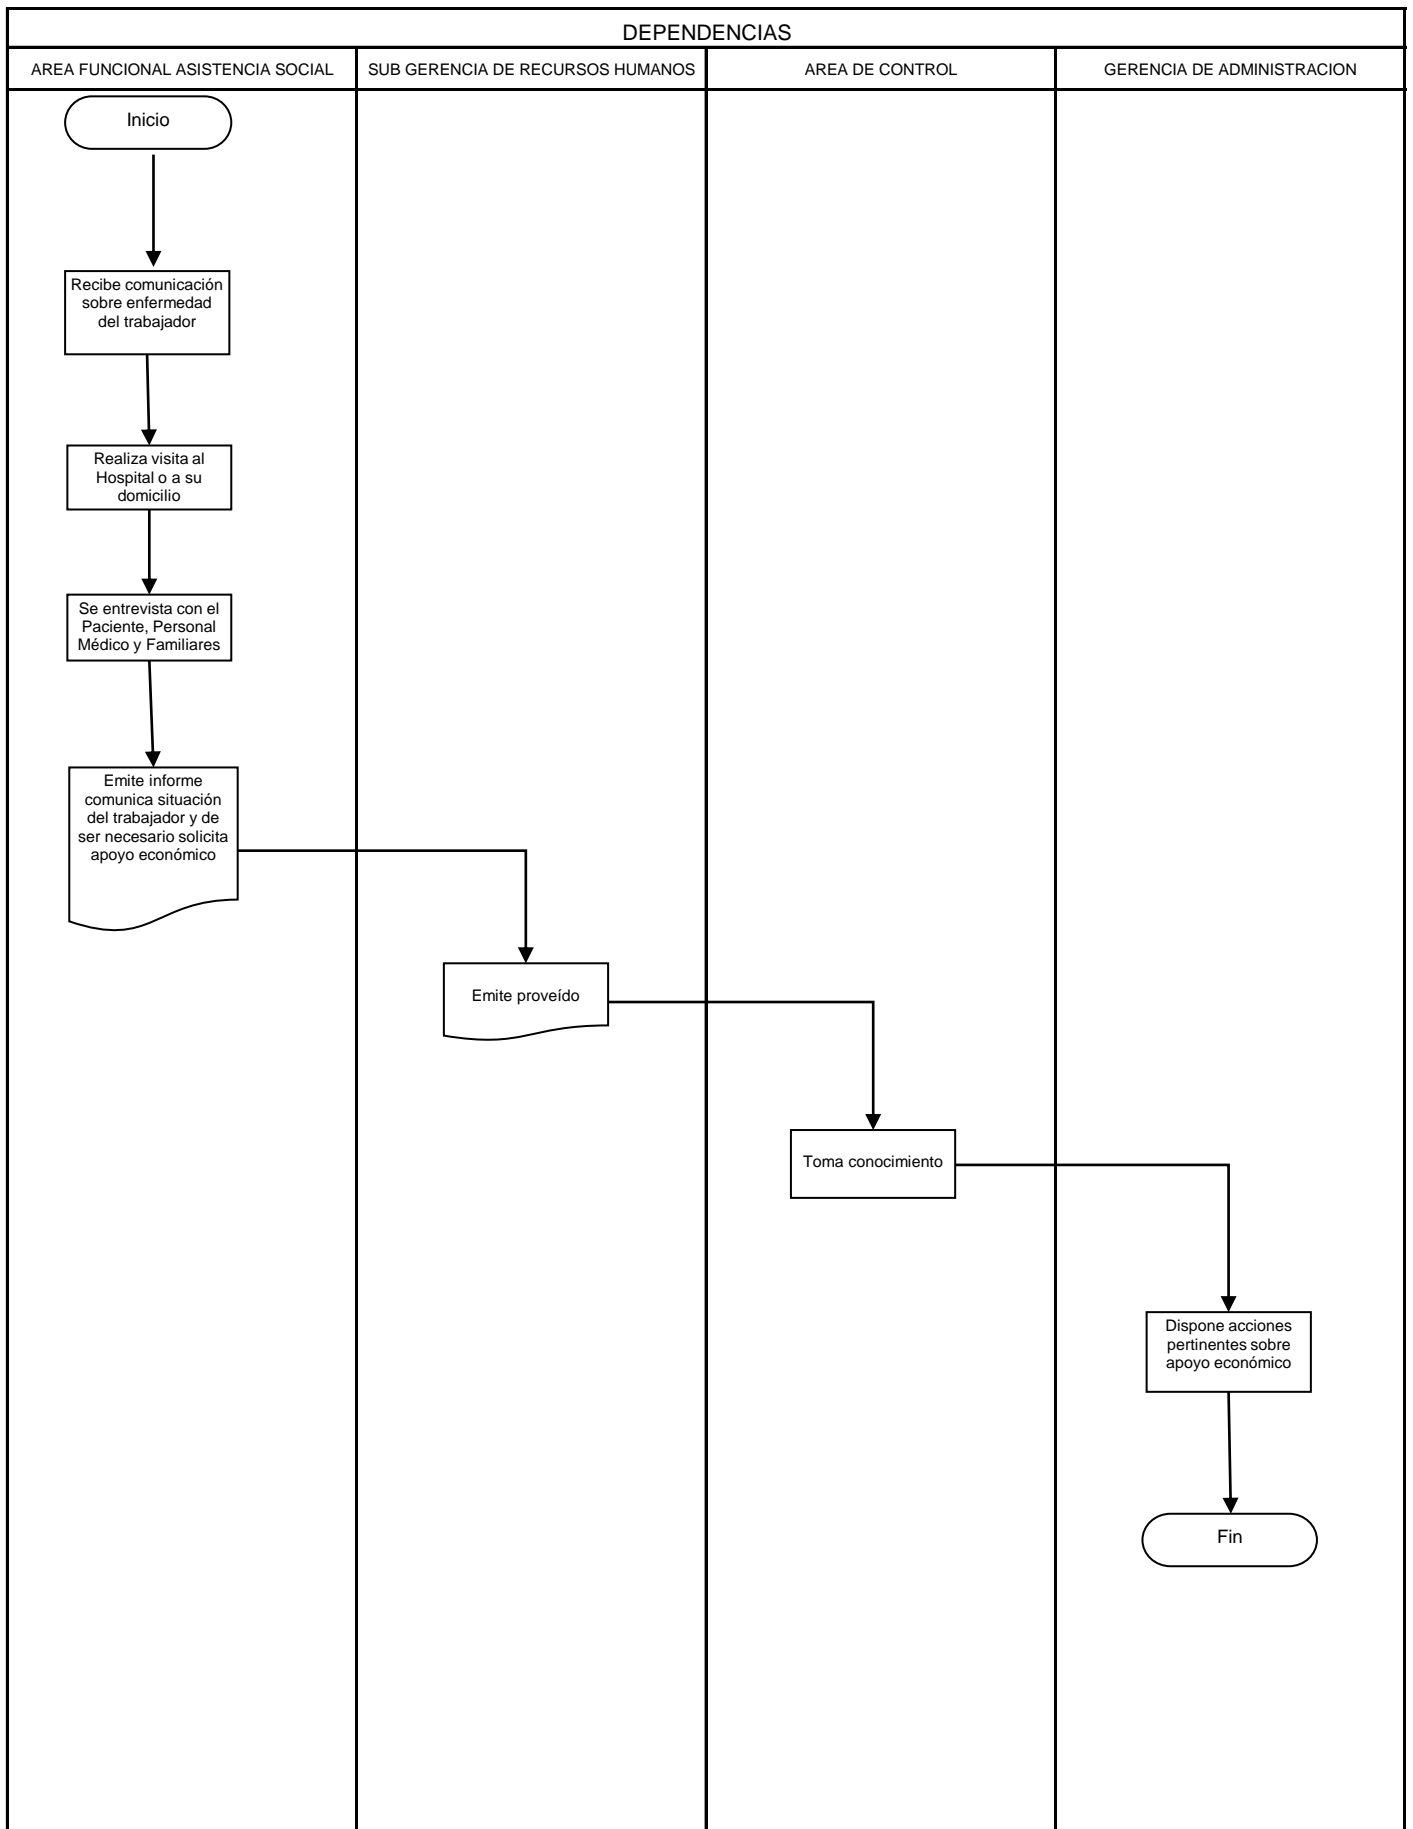 DEPENDENCIAS
AREA FUNCIONAL ASISTENCIA SOCIAL
SUB GERENCIA DE RECURSOS HUMANOS
AREA DE CONTROL
GERENCIA DE ADMINISTRACION
Inicio
Recibe comunicación
sobre enfermedad
del trabajador
Realiza visita al
Hospital o a su
domicilio
Se entrevista con el
Paciente, Personal
Médico y Familiares
Emite informe
comunica situación
del trabajador y de
ser necesario solicita
apoyo económico
Emite proveído
Toma conocimiento
Dispone acciones
pertinentes sobre
apoyo económico
Fin